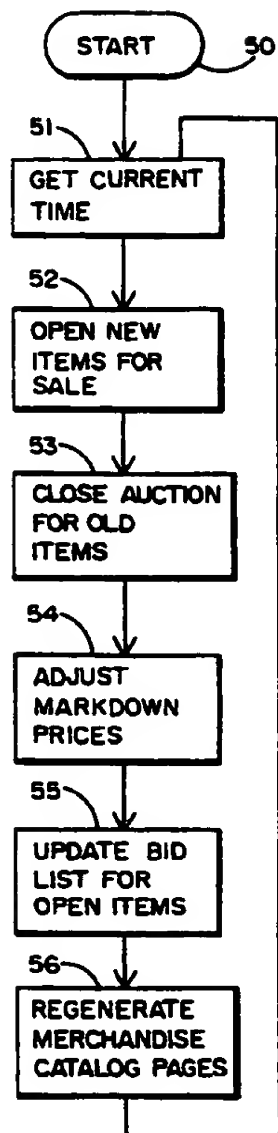 START
50
51
GET CURRENT
TIME
52
OPEN NEW
ITEMS FOR
SALE
53
CLOSE AUCTION
FOR OLD
ITEMS
54
ADJUST
MARKDOWN
PRICES
55
UPDATE BID
LIST FOR
OPEN ITEMS
56
REGENERATE
MERCHANDISE
CATALOG PAGES